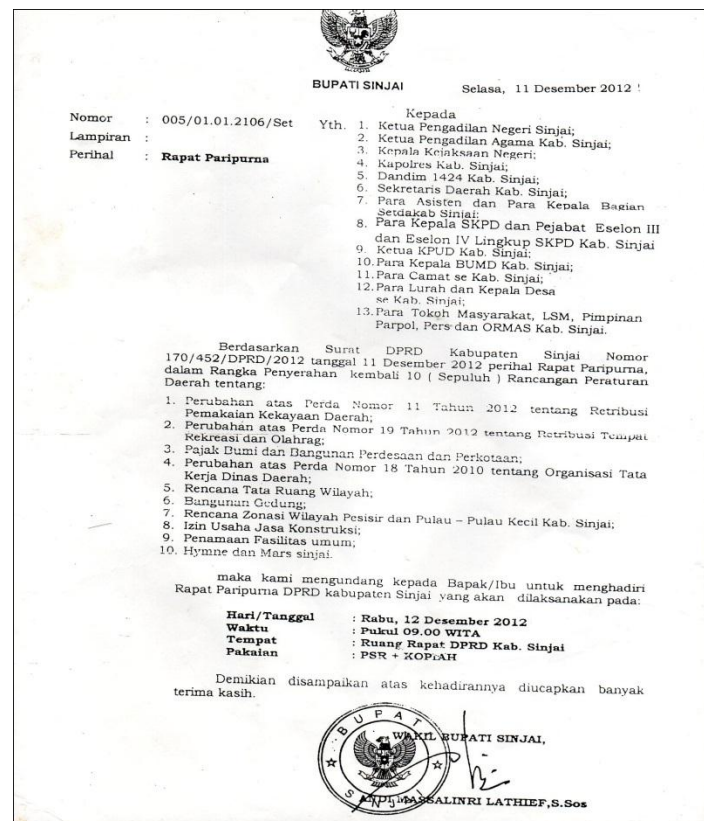 BUPATI SINJAI
Selasa, 11 Desember 2012
Nomor : 005/01.01.2106/Set
Lampiran :
Perihal : Rapat Paripurna
Kepada
Yth. 1. Ketua Pengadilan Negeri Sinjai;
2. Ketua Pengadilan Agama Kab. Sinjai;
3. Kepala Kejaksaan Negeri;
4. Kapolres Kab. Sinjai;
5. Dandim 1424 Kab. Sinjai;
6. Sekretaris Daerah Kab. Sinjai;
7. Para Asisten dan Para Kepala Bagian
Setdakab Sinjai;
8. Para Kepala SKPD dan Pejabat Eselon III
dan Eselon IV Lingkup SKPD Kab. Sinjai
9. Ketua KPUD Kab. Sinjai;
10. Para Kepala BUMD Kab. Sinjai;
11. Para Camat se Kab. Sinjai;
12. Para Lurah dan Kepala Desa
se Kab. Sinjai;
13. Para Tokoh Masyarakat, LSM, Pimpinan
Parpol, Pers dan ORMAS Kab. Sinjai.
Berdasarkan Surat DPRD Kabupaten Sinjai Nomor
170/452/DPRD/2012 tanggal 11 Desember 2012 perihal Rapat Paripurna,
dalam Rangka Penyerahan kembali 10 ( Sepuluh ) Rancangan Peraturan
Daerah tentang:
1. Perubahan atas Perda Nomor 11 Tahun 2012 tentang Retribusi
Pemakaian Kekayaan Daerah;
2. Perubahan atas Perda Nomor 19 Tahun 2012 tentang Retribusi Tempat
Rekreasi dan Olahrag;
3. Pajak Bumi dan Bangunan Perdesaan dan Perkotaan;
4. Perubahan atas Perda Nomor 18 Tahun 2010 tentang Organisasi Tata
Kerja Dinas Daerah;
5. Rencana Tata Ruang Wilayah;
6. Bangunan Gedung;
7. Rencana Zonasi Wilayah Pesisir dan Pulau – Pulau Kecil Kab. Sinjai;
8. Izin Usaha Jasa Konstruksi;
9. Penamaan Fasilitas umum;
10. Hymne dan Mars sinjai.
maka kami mengundang kepada Bapak/Ibu untuk menghadiri
Rapat Paripurna DPRD kabupaten Sinjai yang akan dilaksanakan pada:
Hari/Tanggal : Rabu, 12 Desember 2012
Waktu : Pukul 09.00 WITA
Tempat : Ruang Rapat DPRD Kab. Sinjai
Pakaian : PSR + KOPIAH
Demikian disampaikan atas kehadirannya diucapkan banyak
terima kasih.
WAKIL BUPATI SINJAI,
BUPATI
SINJAI
ANDI MASSALINRI LATHIEF,S.Sos